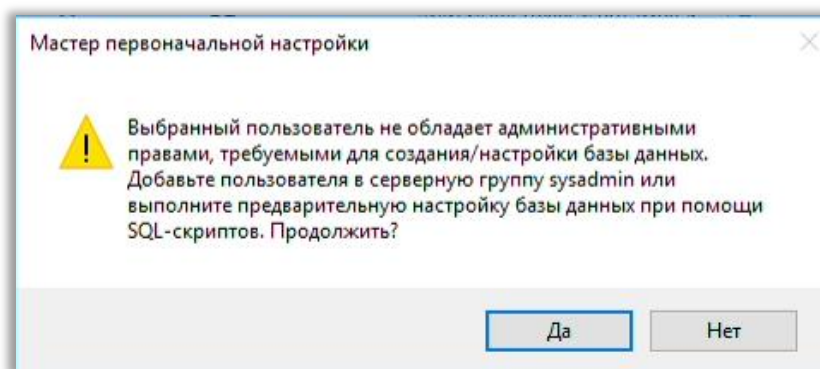 Мастер первоначальной настройки
Выбранный пользователь не обладает административными
правами, требуемыми для создания/настройки базы данных.
Добавьте пользователя в серверную группу sysadmin или
выполните предварительную настройку базы данных при помощи
SQL-скриптов. Продолжить?
Да
Нет